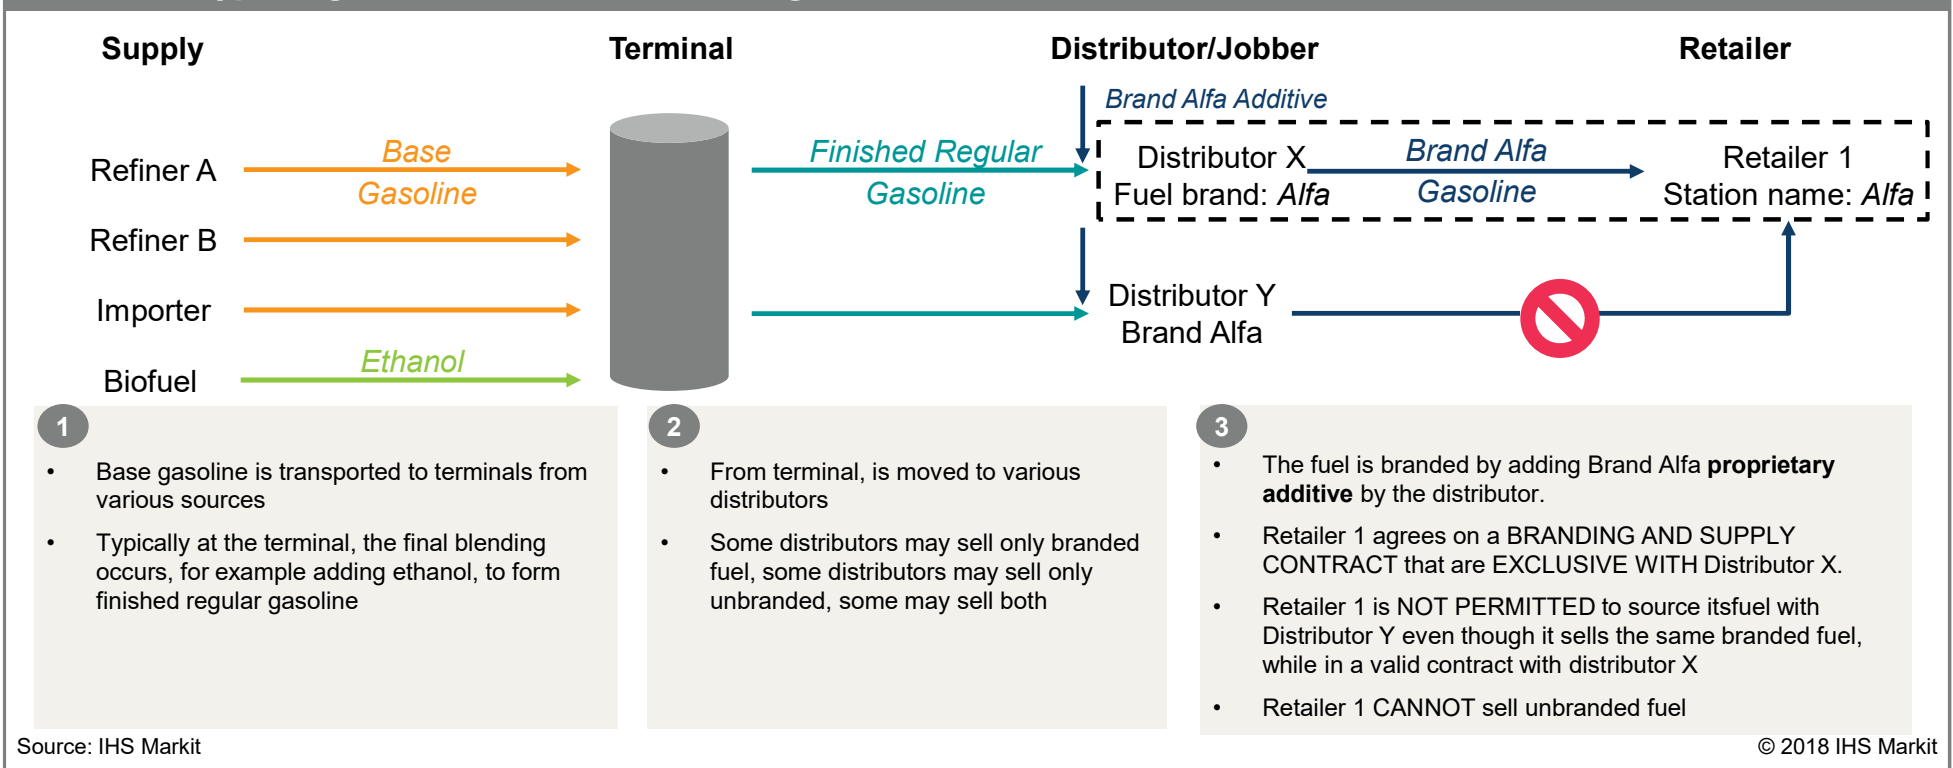 Supply
Terminal
Distributor/Jobber
Retailer
Brand Alfa Additive
Refiner A
Base
Gasoline
Finished Regular
Gasoline
Distributor X
Fuel brand: Alfa
Brand Alfa
Gasoline
Retailer 1
Station name: Alfa
Refiner B
Importer
Distributor Y
Brand Alfa
Biofuel
Ethanol
1
• Base gasoline is transported to terminals from
various sources
• Typically at the terminal, the final blending
occurs, for example adding ethanol, to form
finished regular gasoline
2
• From terminal, is moved to various
distributors
• Some distributors may sell only branded
fuel, some distributors may sell only
unbranded, some may sell both
3
• The fuel is branded by adding Brand Alfa proprietary
additive by the distributor.
• Retailer 1 agrees on a BRANDING AND SUPPLY
CONTRACT that are EXCLUSIVE WITH Distributor X.
• Retailer 1 is NOT PERMITTED to source itsfuel with
Distributor Y even though it sells the same branded fuel,
while in a valid contract with distributor X
• Retailer 1 CANNOT sell unbranded fuel
Source: IHS Markit
© 2018 IHS Markit